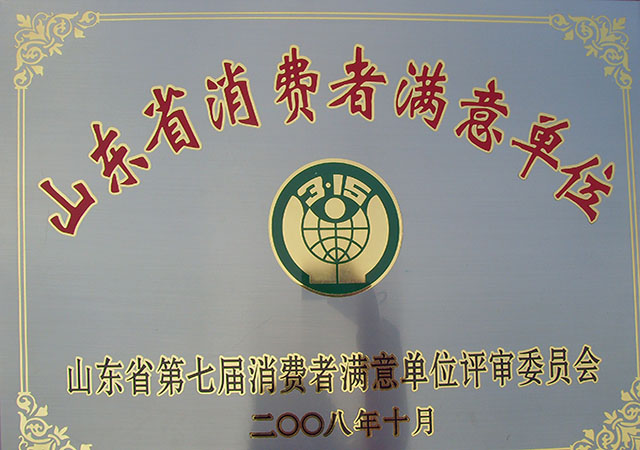 山东省消费者满意单位
3·15
山东省第七届消费者满意单位评审委员会
二〇〇八年十月